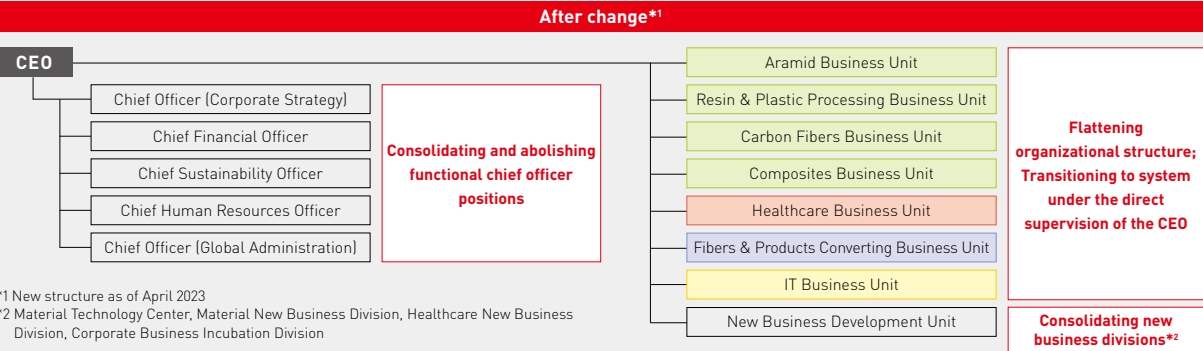 After change*1
CEO
Chief Officer (Corporate Strategy)
Chief Financial Officer
Chief Sustainability Officer
Chief Human Resources Officer
Chief Officer (Global Administration)
Consolidating and abolishing
functional chief officer
positions
Aramid Business Unit
Resin & Plastic Processing Business Unit
Carbon Fibers Business Unit
Composites Business Unit
Healthcare Business Unit
Fibers & Products Converting Business Unit
IT Business Unit
New Business Development Unit
Flattening
organizational structure;
Transitioning to system
under the direct
supervision of the CEO
Consolidating new
business divisions*2
*1 New structure as of April 2023
*2 Material Technology Center, Material New Business Division, Healthcare New Business
Division, Corporate Business Incubation Division